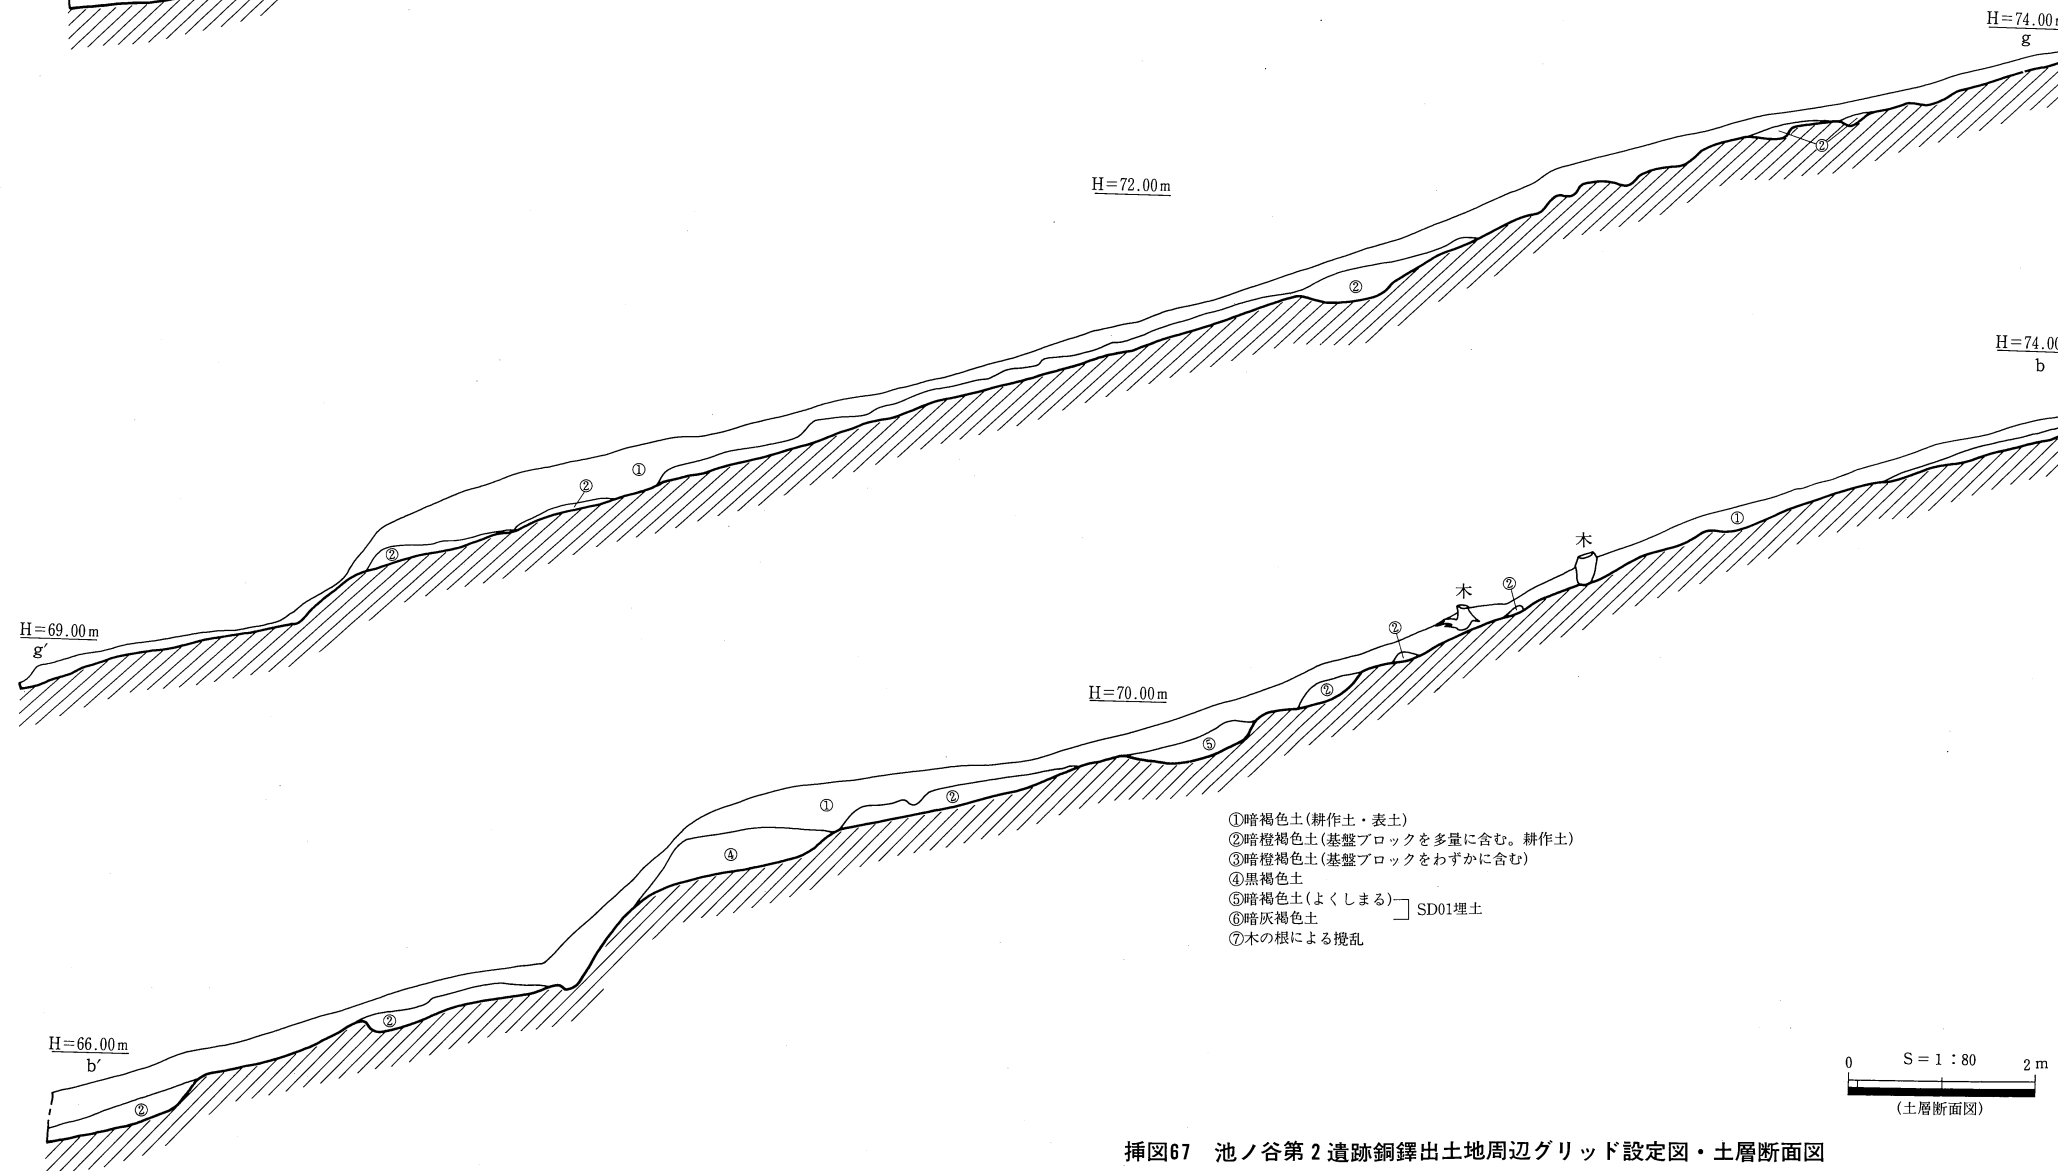 H=74.00m
g
H=72.00m
②
②
H=74.00
b
①
②
②
①
木
②
木
②
H=69.00m
g′
②
H=70.00m
⑤
①
②
④
①暗褐色土(耕作土・表土)
②暗橙褐色土(基盤ブロックを多量に含む。耕作土)
③暗橙褐色土(基盤ブロックをわずかに含む)
④黒褐色土
⑤暗褐色土(よくしまる)
⑥暗灰褐色土
SD01埋土
⑦木の根による攪乱
②
H=66.00m
b′
②
0 S=1:80 2m
(土層断面図)
挿図67 池ノ谷第2遺跡銅鐸出土地周辺グリッド設定図・土層断面図